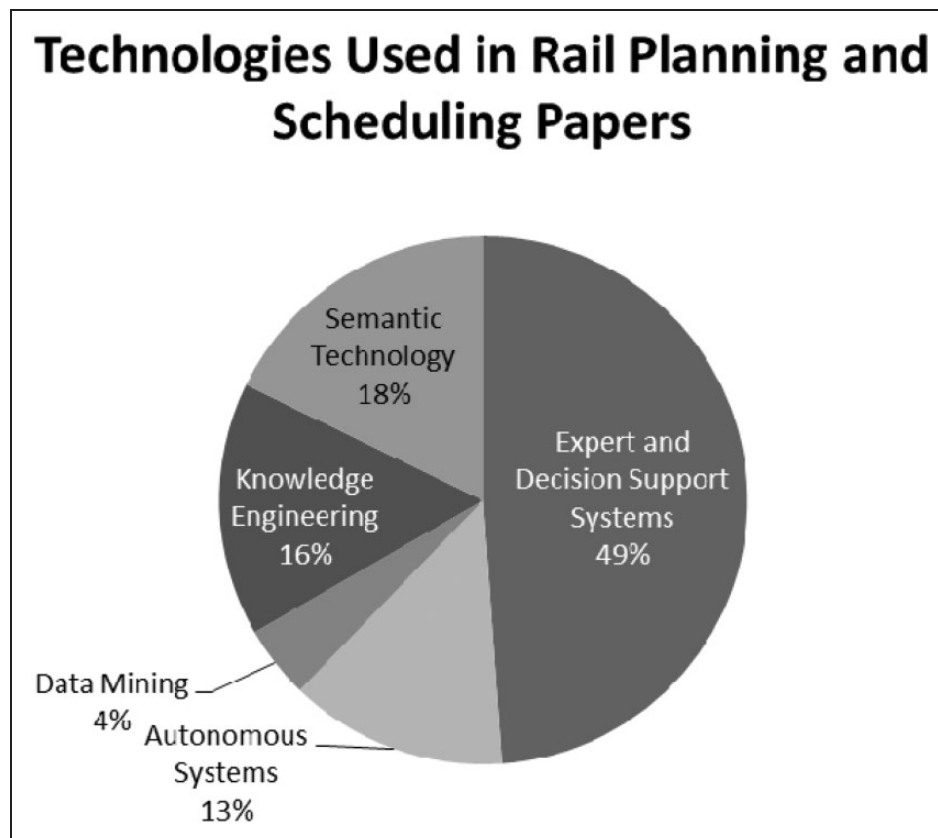 Technologies Used in Rail Planning and
Scheduling Papers
Semantic
Technology
18%
Expert and
Decision Support
Systems
49%
Knowledge
Engineering
16%
Data Mining
4%
Autonomous
Systems
13%